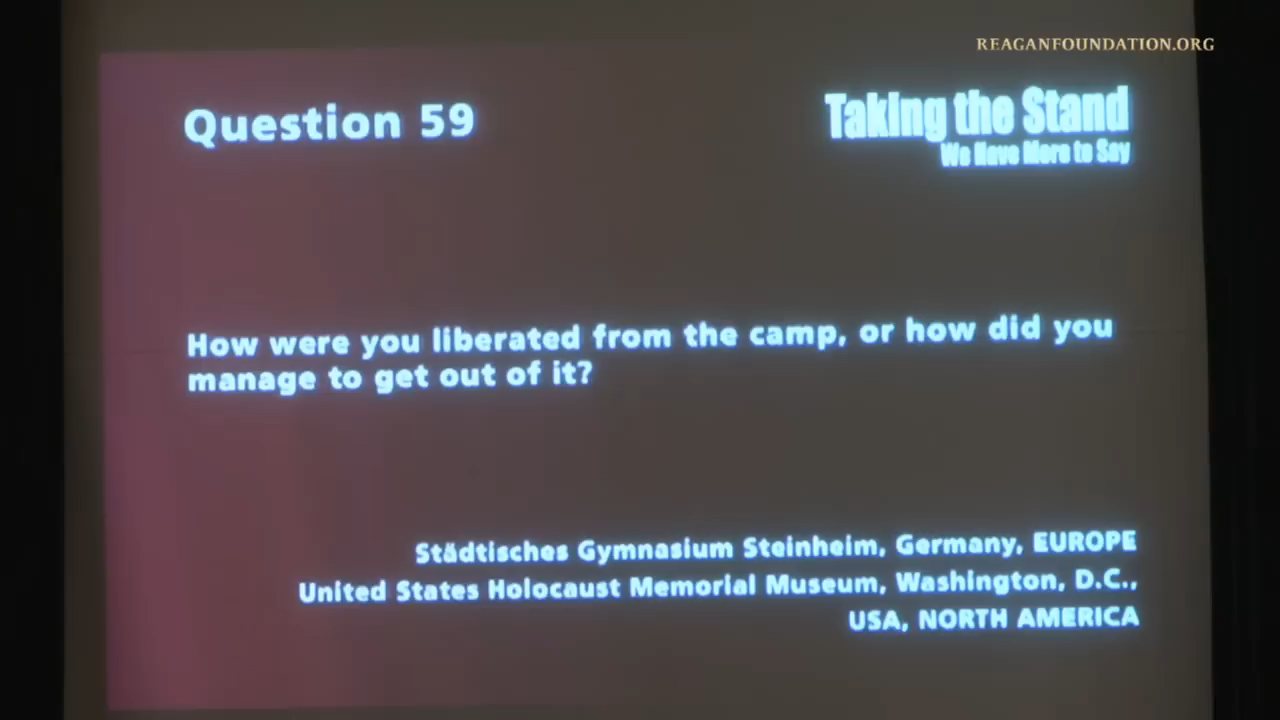 REAGANFOUNDATION.ORG
Question 59
Taking the Stand
We Have More to Say
How were you liberated from the camp, or how did you
manage to get out of it?
Städtisches Gymnasium Steinheim, Germany, EUROPE
United States Holocaust Memorial Museum, Washington, D.C.,
USA, NORTH AMERICA